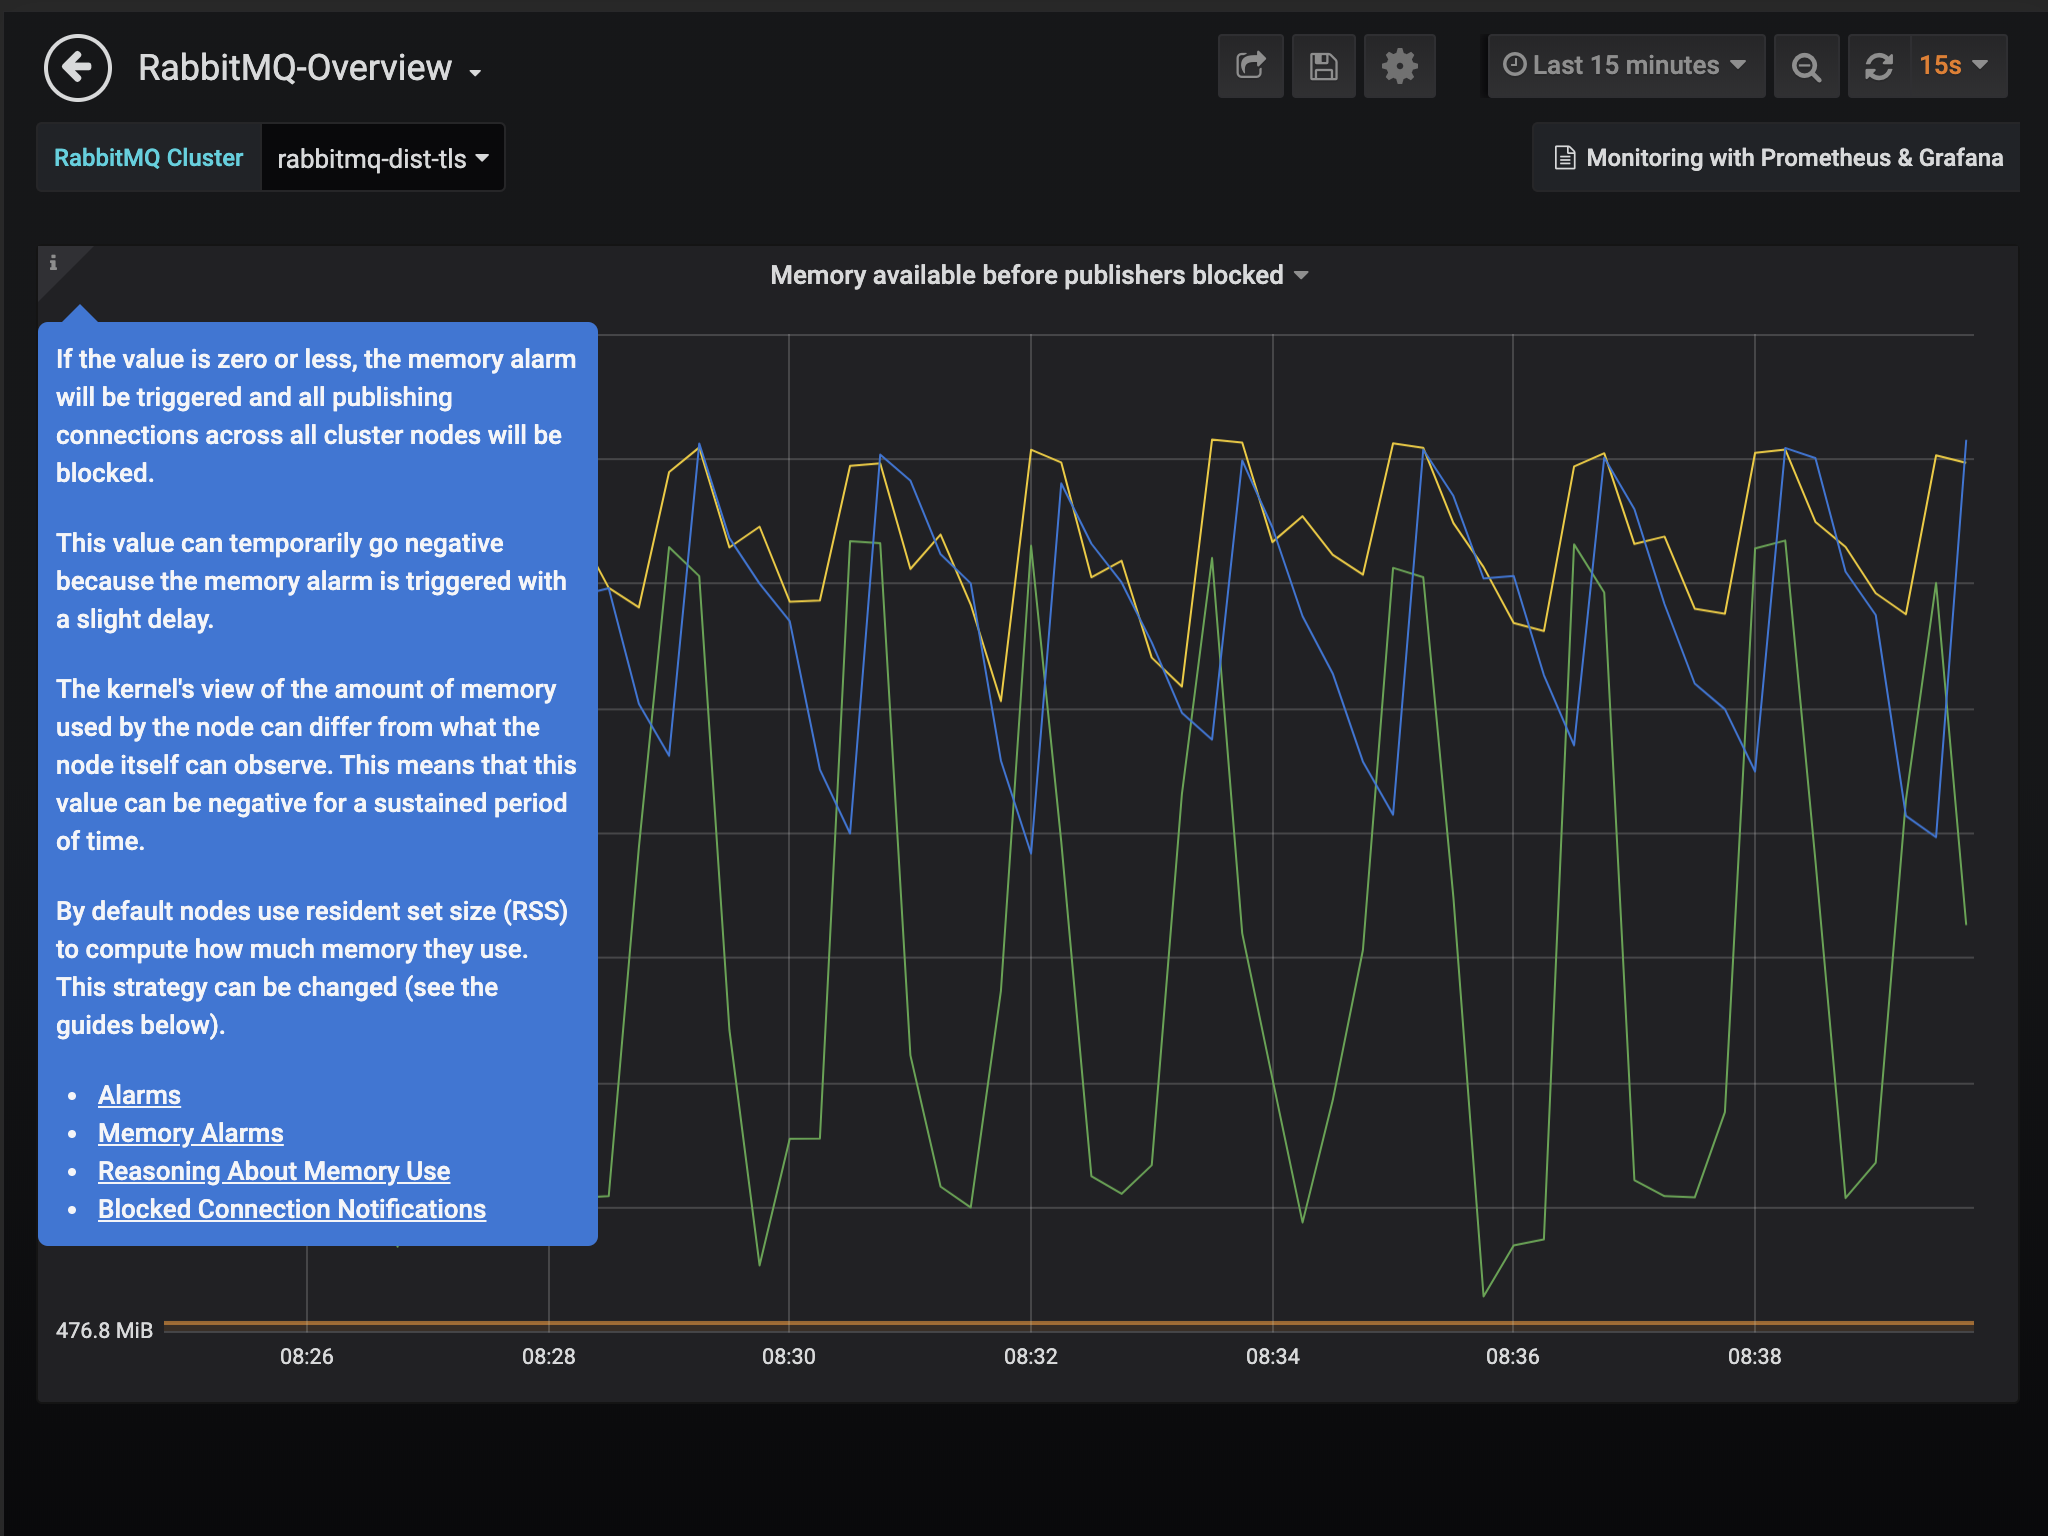 RabbitMQ-Overview
Last 15 minutes
15s
RabbitMQ Cluster
rabbitmq-dist-tls
Monitoring with Prometheus & Grafana
i
Memory available before publishers blocked
If the value is zero or less, the memory alarm
will be triggered and all publishing
connections across all cluster nodes will be
blocked.
This value can temporarily go negative
because the memory alarm is triggered with
a slight delay.
The kernel's view of the amount of memory
used by the node can differ from what the
node itself can observe. This means that this
value can be negative for a sustained period
of time.
By default nodes use resident set size (RSS)
to compute how much memory they use.
This strategy can be changed (see the
guides below).
• Alarms
• Memory Alarms
• Reasoning About Memory Use
• Blocked Connection Notifications
476.8 MiB
08:26 08:28 08:30 08:32 08:34 08:36 08:38